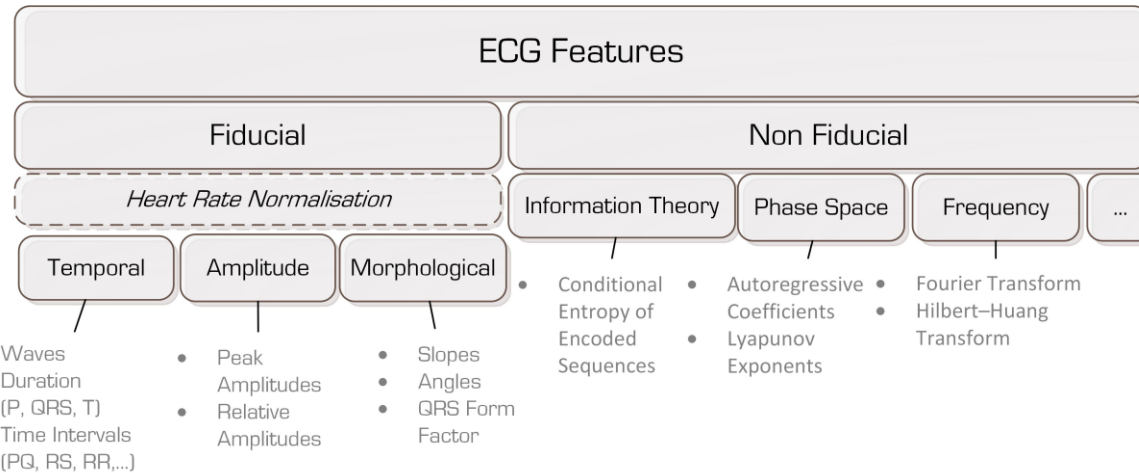 ECG Features
Fiducial
Non Fiducial
Heart Rate Normalisation
Information Theory
Phase Space
Frequency
...
Temporal
Amplitude
Morphological
Waves
Duration
(P, QRS, T)
Time Intervals
(PQ, RS, RR,...)
• Peak
Amplitudes
• Relative
Amplitudes
• Slopes
• Angles
• QRS Form
Factor
• Conditional
Entropy of
Encoded
Sequences
• Autoregressive
Coefficients
• Lyapunov
Exponents
• Fourier Transform
• Hilbert–Huang
Transform